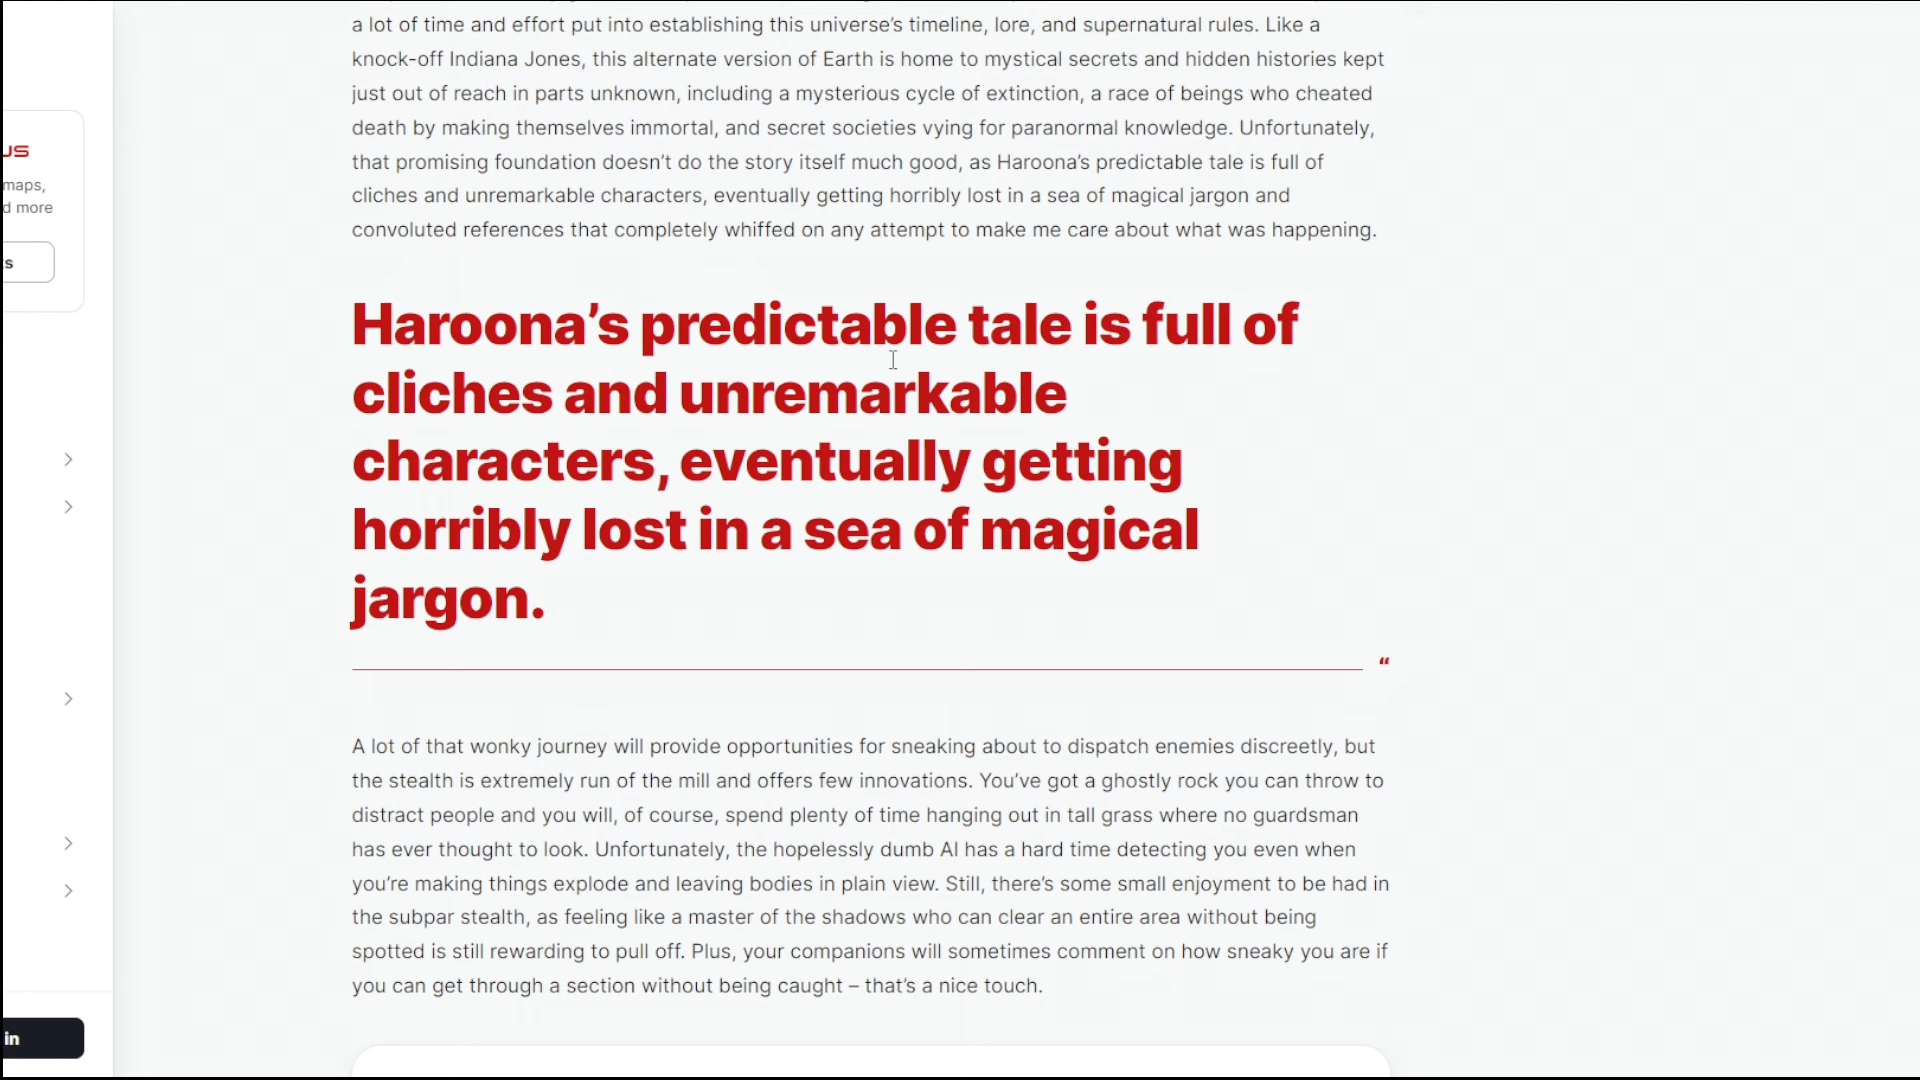 a lot of time and effort put into establishing this universe’s timeline, lore, and supernatural rules. Like a
knock-off Indiana Jones, this alternate version of Earth is home to mystical secrets and hidden histories kept
just out of reach in parts unknown, including a mysterious cycle of extinction, a race of beings who cheated
death by making themselves immortal, and secret societies vying for paranormal knowledge. Unfortunately,
that promising foundation doesn’t do the story itself much good, as Haroona’s predictable tale is full of
cliches and unremarkable characters, eventually getting horribly lost in a sea of magical jargon and
convoluted references that completely whiffed on any attempt to make me care about what was happening.
Haroona’s predictable tale is full of
cliches and unremarkable
characters, eventually getting
horribly lost in a sea of magical
jargon.
“
A lot of that wonky journey will provide opportunities for sneaking about to dispatch enemies discreetly, but
the stealth is extremely run of the mill and offers few innovations. You’ve got a ghostly rock you can throw to
distract people and you will, of course, spend plenty of time hanging out in tall grass where no guardsman
has ever thought to look. Unfortunately, the hopelessly dumb AI has a hard time detecting you even when
you’re making things explode and leaving bodies in plain view. Still, there’s some small enjoyment to be had in
the subpar stealth, as feeling like a master of the shadows who can clear an entire area without being
spotted is still rewarding to pull off. Plus, your companions will sometimes comment on how sneaky you are if
you can get through a section without being caught – that’s a nice touch.
US
maps,
d more
s
in